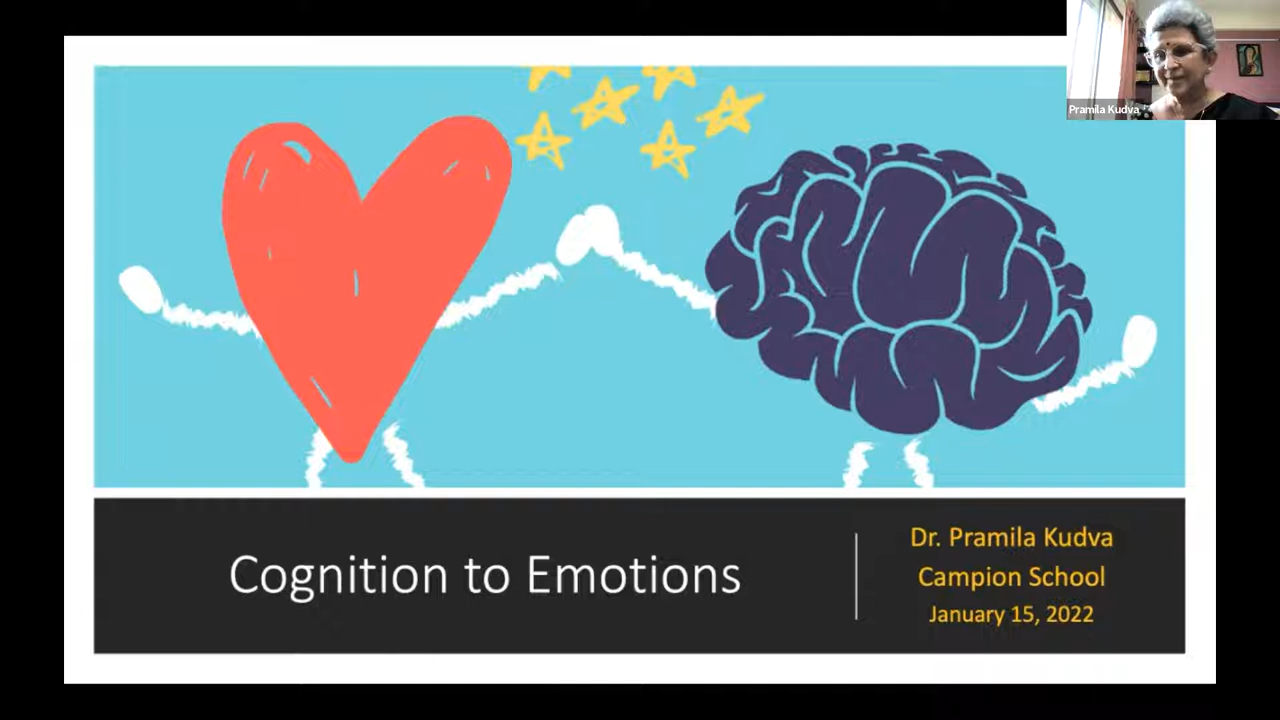 Pramila Kudva
Cognition to Emotions
Dr. Pramila Kudva
Campion School
January 15, 2022